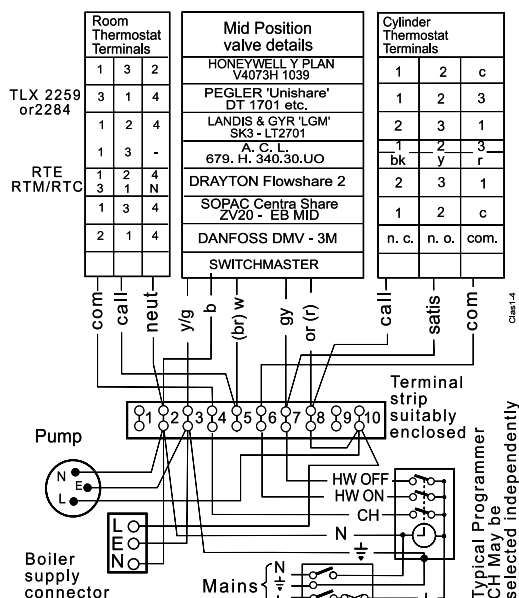 Room
Thermostat
Terminals
Mid Position
valve details
Cylinder
Thermostat
Terminals
1 3 2
HONEYWELL Y PLAN
V4073H 1039
1 2 c
TLX 2259
or2284
3 1 4
PEGLER 'Unishare'
DT 1701 etc.
1 2 3
1 2 4
LANDIS & GYR 'LGM'
SK3 - LT2701
2 3 1
1 3 -
A. C. L.
679. H. 340.30.UO
1 2 3
bk y r
RTE
RTM/RTC
1 2 4
3 1 N
DRAYTON Flowshare 2
2 3 1
1 3 4
SOPAC Centra Share
ZV20 - EB MID
1 2 c
2 1 4
DANFOSS DMV - 3M
n. c. n. o. com.
SWITCHMASTER
com
call
neut
y/g
b
(br) w
gy
or (r)
call
satis
com
Clas1-4
1 2 3 4 5 6 7 8 9 10
Terminal
strip
suitably
enclosed
Pump
N
E
L
HW OFF
HW ON
CH
N
L
E
N
Boiler
supply
connector
Mains
N
L
Typical Programmer
CH May be
selected independently